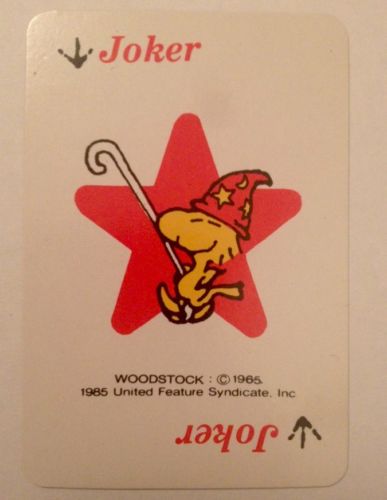 Joker
WOODSTOCK : © 1965.
1985 United Feature Syndicate, Inc
Joker